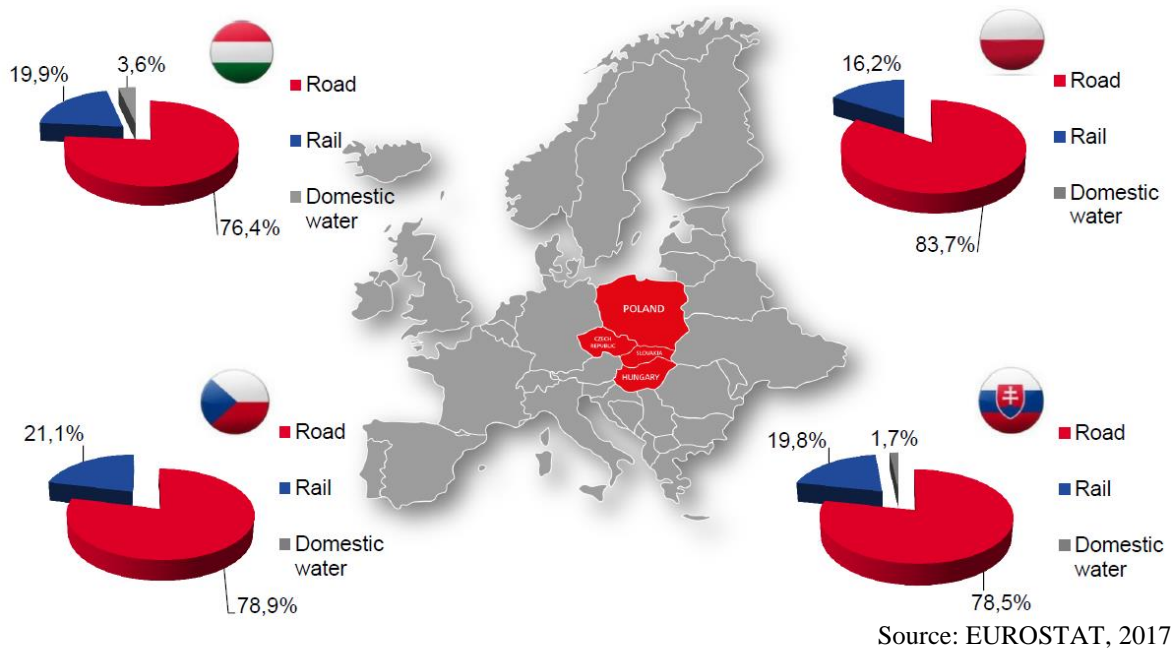 19,9%
3,6%
Road
Rail
Domestic
water
76,4%
16,2%
Road
Rail
Domestic
water
83,7%
POLAND
CZECH
REPUBLIC
SLOVAKIA
HUNGARY
21,1%
Road
Rail
Domestic
water
78,9%
19,8%
1,7%
Road
Rail
Domestic
water
78,5%
Source: EUROSTAT, 2017